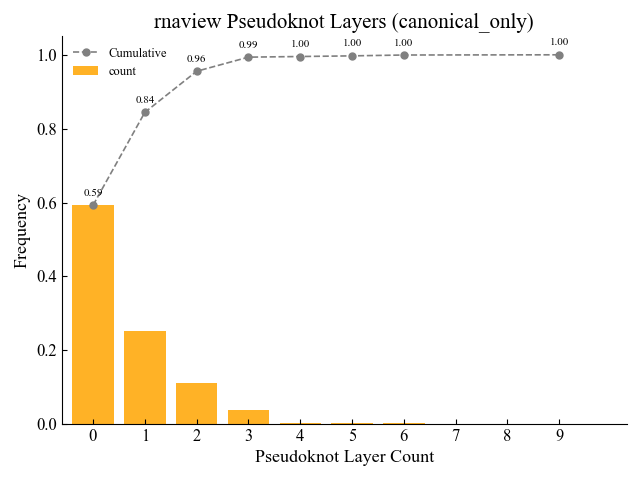 rnaview Pseudoknot Layers (canonical_only)
Cumulative
count
0.59
0.84
0.96
0.99
1.00
1.00
1.00
1.00
Frequency
1.0
0.8
0.6
0.4
0.2
0.0
0 1 2 3 4 5 6 7 8 9
Pseudoknot Layer Count